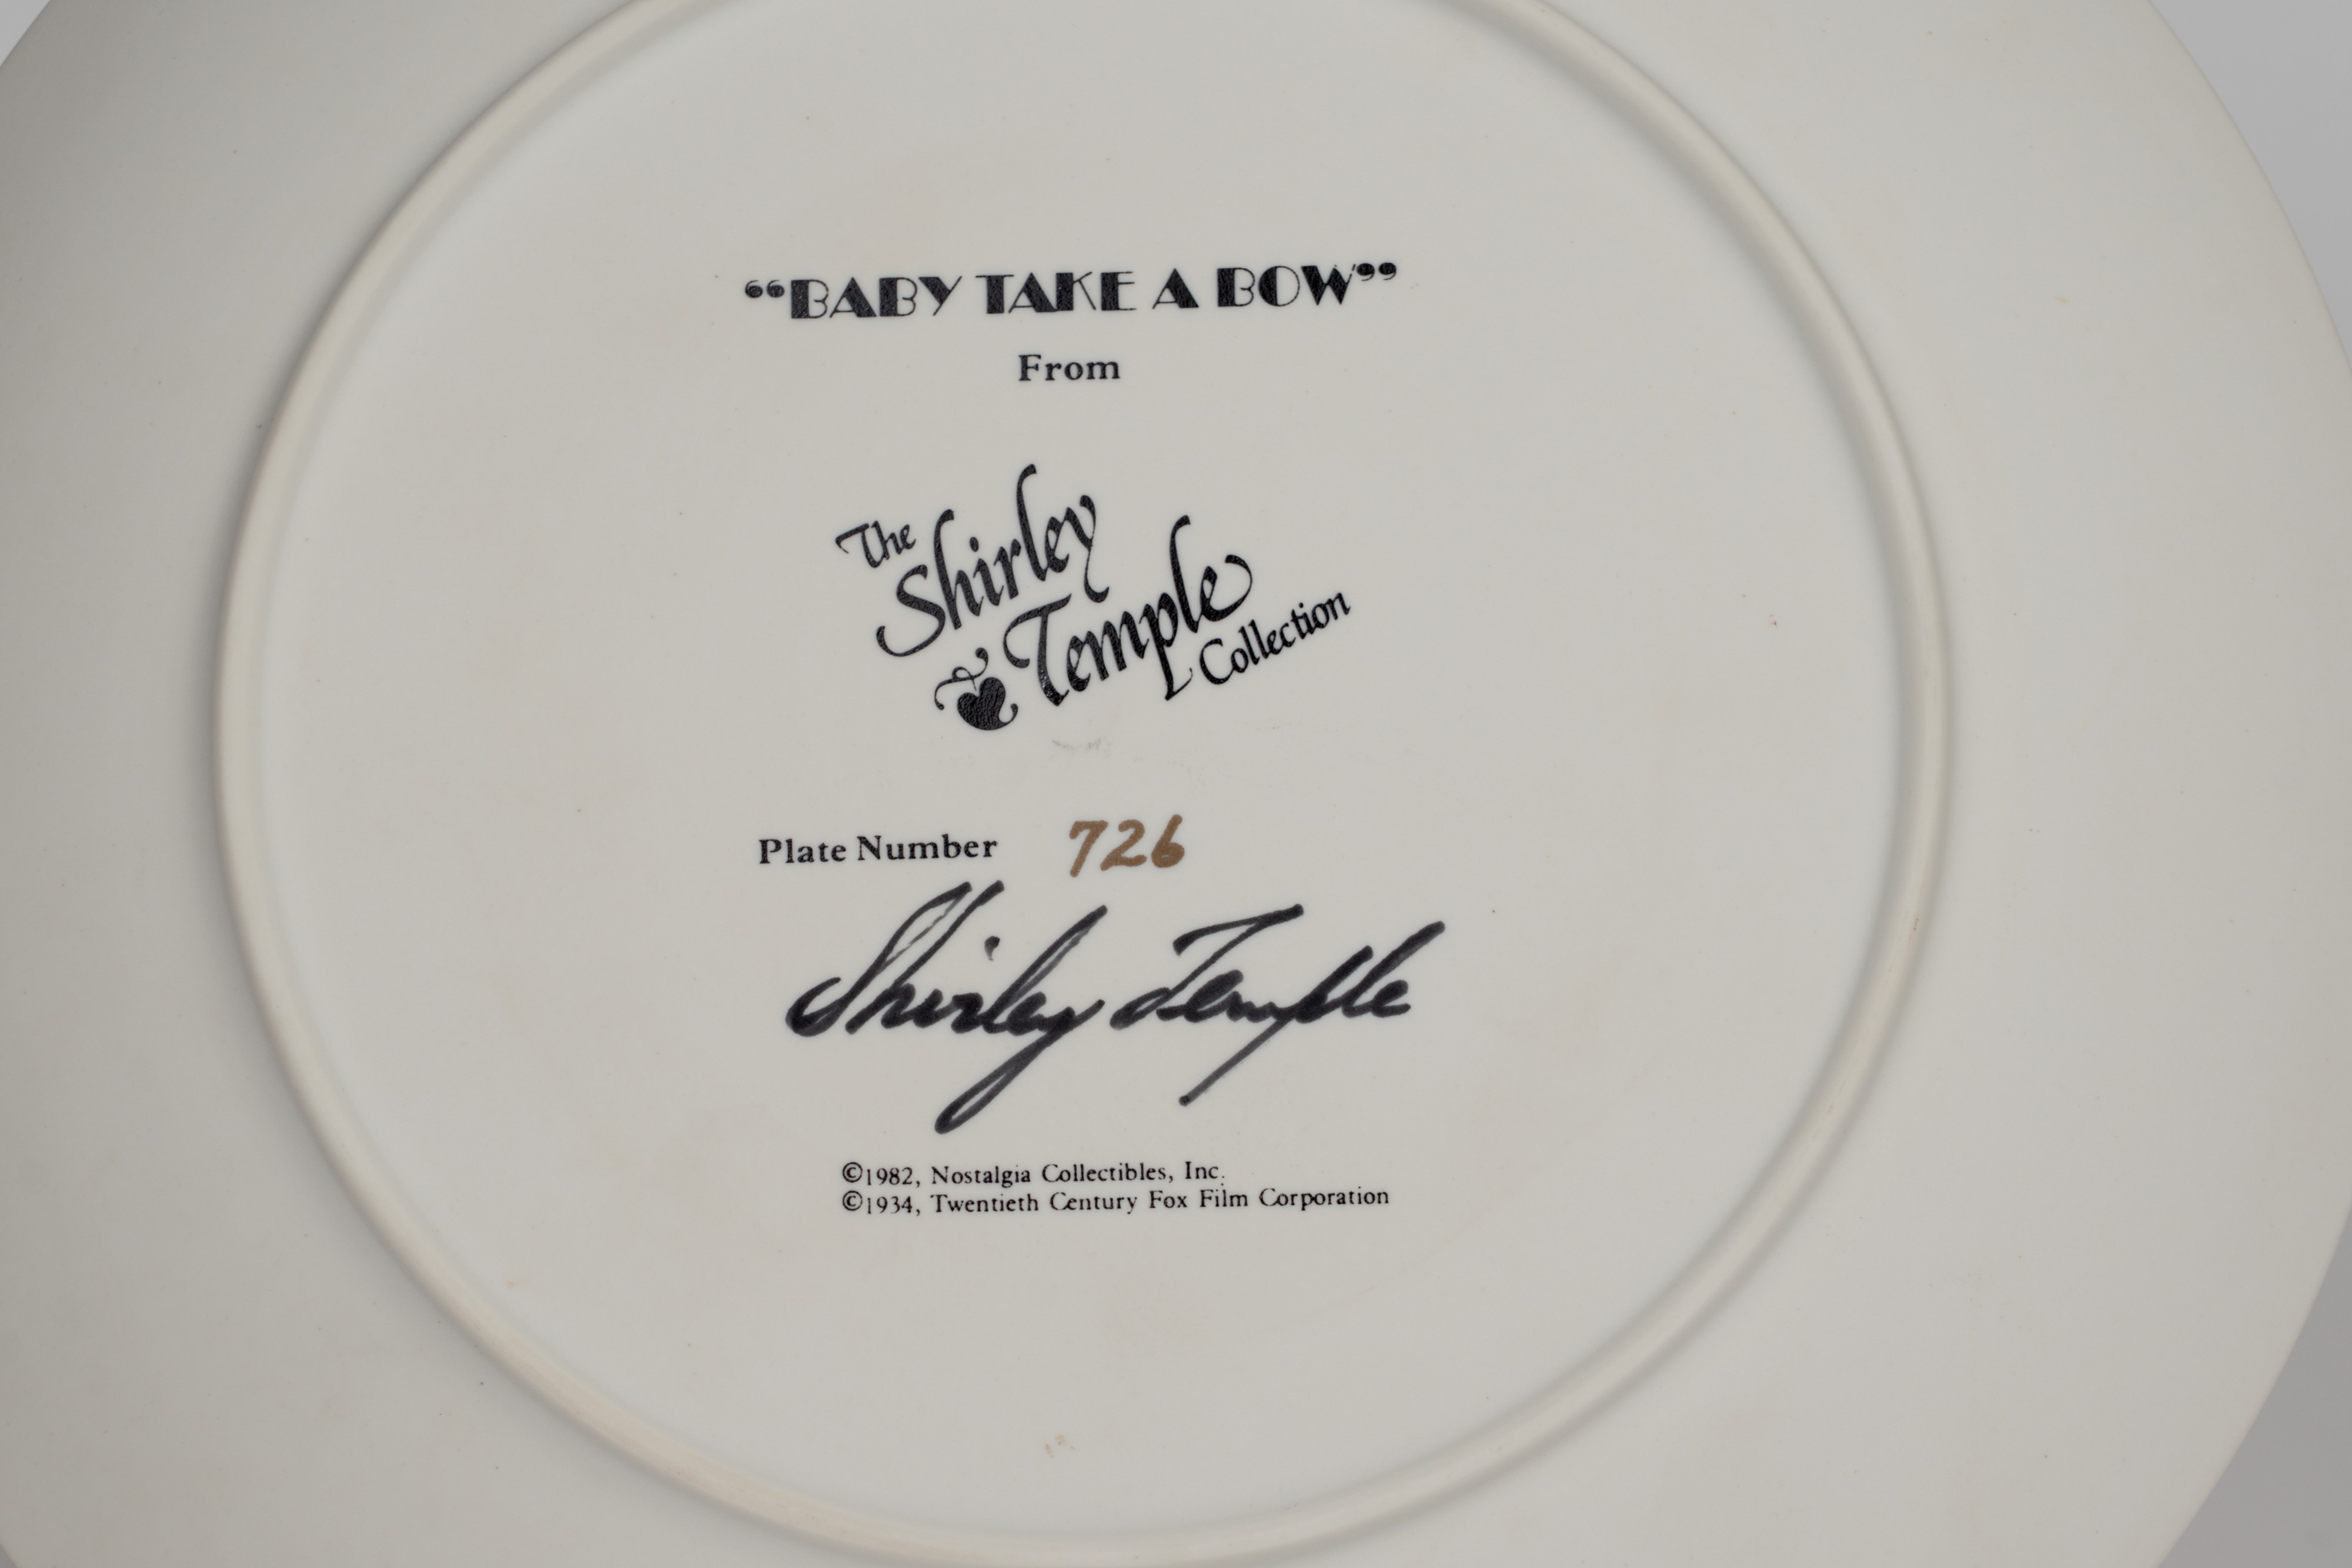 “BABY TAKE A BOW”
From
The
Shirley
Temple
Collection
Plate Number 726
Shirley Temple
©1982, Nostalgia Collectibles, Inc.
©1934, Twentieth Century Fox Film Corporation